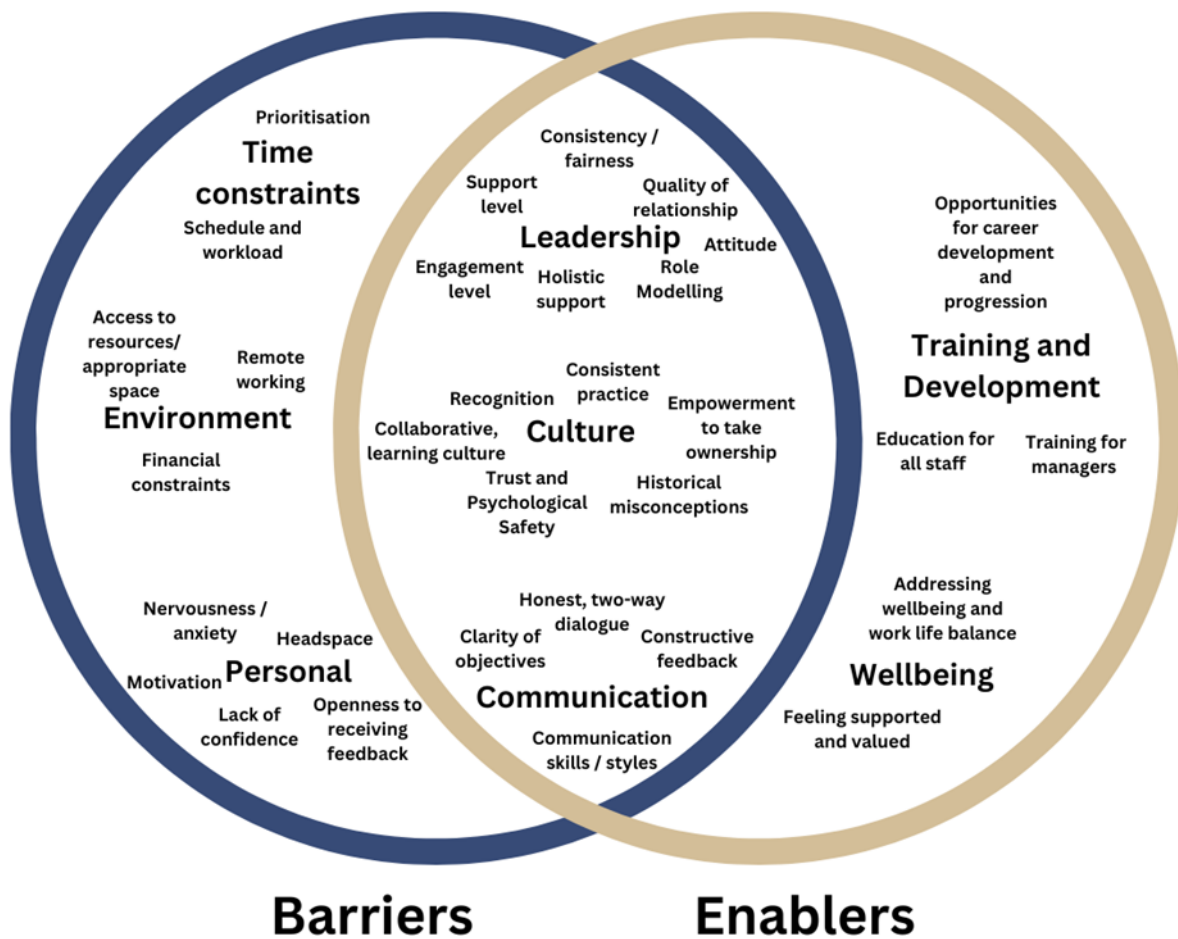 Prioritisation
Time
constraints
Schedule and
workload
Access to
resources/
appropriate
space
Remote
working
Environment
Financial
constraints
Nervousness /
anxiety
Headspace
Personal
Motivation
Lack of
confidence
Openness to
receiving
feedback
Consistency /
fairness
Support
level
Quality of
relationship
Leadership
Attitude
Engagement
level
Holistic
support
Role
Modelling
Consistent
practice
Recognition
Empowerment
to take
ownership
Culture
Collaborative,
learning culture
Trust and
Psychological
Safety
Historical
misconceptions
Honest, two-way
dialogue
Clarity of
objectives
Constructive
feedback
Communication
Communication
skills / styles
Opportunities
for career
development
and
progression
Training and
Development
Education for
all staff
Training for
managers
Addressing
wellbeing and
work life balance
Wellbeing
Feeling supported
and valued
Barriers
Enablers